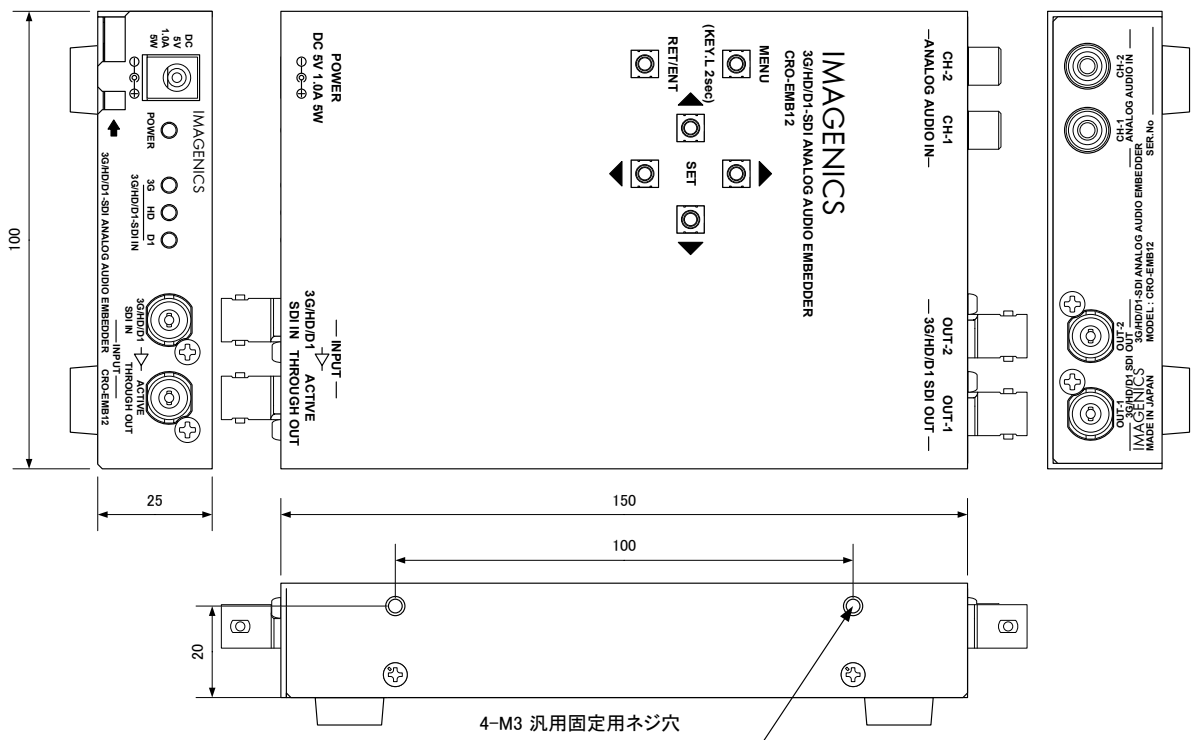 DC
5V
1.0A
5W
IMAGENICS
POWER
3G
HD
D1
3G/HD/D1-SDI IN
3G/HD/D1-SDI ANALOG AUDIO EMBEDDER CRO-EMB12
3G/HD/D1
SDI IN
INPUT
ACTIVE
THROUGH OUT
100
25
POWER
DC 5V 1.0A 5W
MENU
(KEY.L 2sec)
RET/ENT
SET
IMAGENICS
3G/HD/D1-SDI ANALOG AUDIO EMBEDDER
CRO-EMB12
CH-2
CH-1
ANALOG AUDIO IN
INPUT
3G/HD/D1
SDI IN
ACTIVE
THROUGH OUT
OUT-2
OUT-1
3G/HD/D1 SDI OUT
CH-2
CH-1
ANALOG AUDIO IN
SER.No
3G/HD/D1-SDI ANALOG AUDIO EMBEDDER
MODEL : CRO-EMB12
OUT-2
OUT-1
3G/HD/D1 SDI OUT
IMAGENICS
MADE IN JAPAN
150
100
20
4-M3 汎用固定用ネジ穴